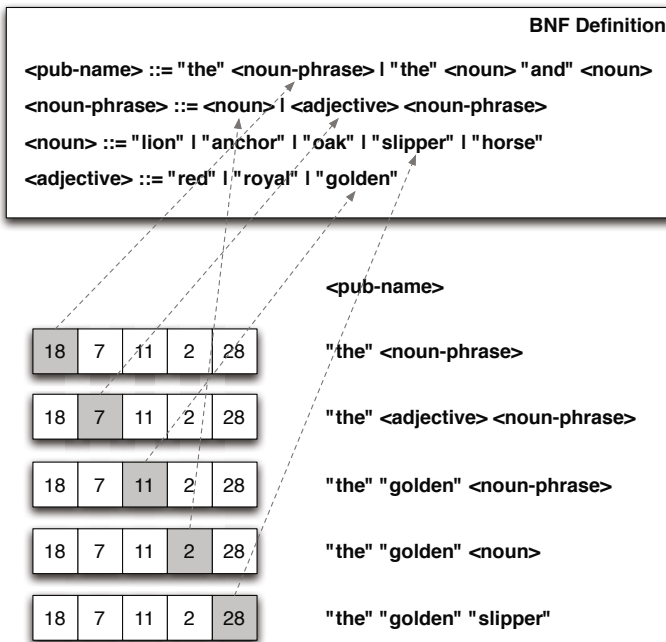 BNF Definition
<pub-name> ::= "the" <noun-phrase> | "the" <noun> "and" <noun>
<noun-phrase> ::= <noun> | <adjective> <noun-phrase>
<noun> ::= "lion" | "anchor" | "oak" | "slipper" | "horse"
<adjective> ::= "red" | "royal" | "golden"
<pub-name>
18 7 11 2 28 "the" <noun-phrase>
18 7 11 2 28 "the" <adjective> <noun-phrase>
18 7 11 2 28 "the" "golden" <noun-phrase>
18 7 11 2 28 "the" "golden" <noun>
18 7 11 2 28 "the" "golden" "slipper"